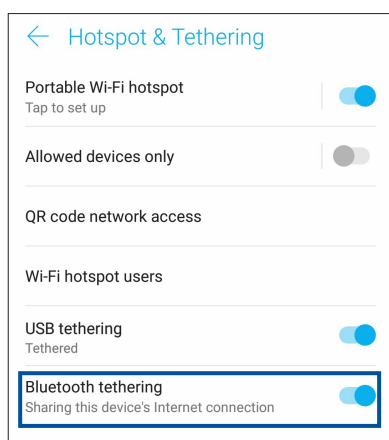 Hotspot & Tethering
Portable Wi-Fi hotspot
Tap to set up
Allowed devices only
QR code network access
Wi-Fi hotspot users
USB tethering
Tethered
Bluetooth tethering
Sharing this device's Internet connection